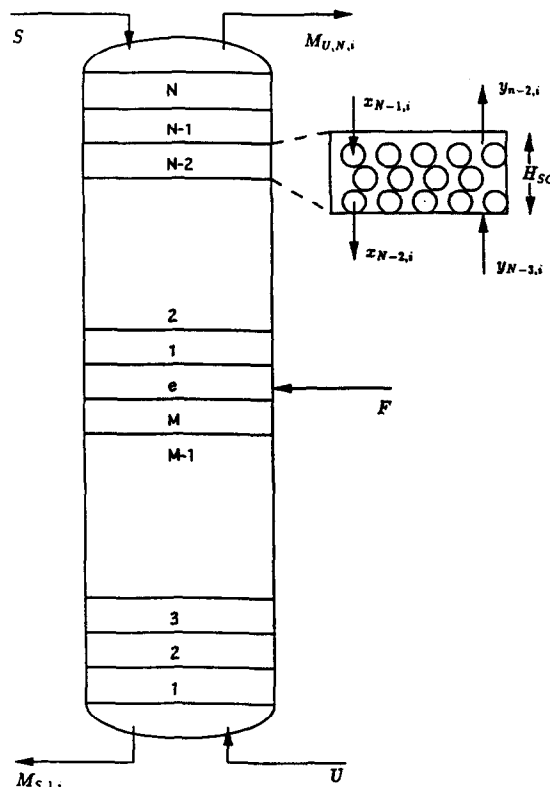 S
M_{U,N,i}
N
N-1
N-2
x_{N-1,i}
y_{n-2,i}
H_{SC}
x_{N-2,i}
y_{N-3,i}
2
1
e
F
M
M-1
3
2
1
M_{S,1,i}
U